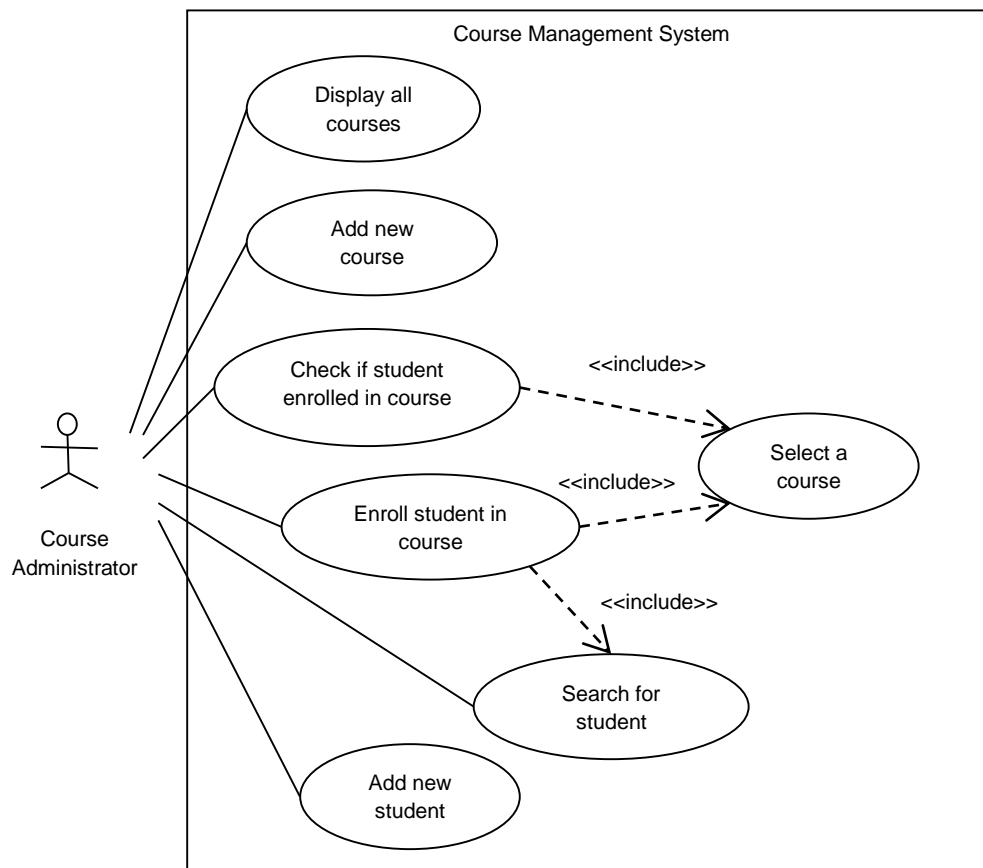 Course Management System
Display all
courses
Add new
course
Check if student
enrolled in course
<<include>>
Select a
course
<<include>>
Enroll student in
course
Course
Administrator
<<include>>
Search for
student
Add new
student